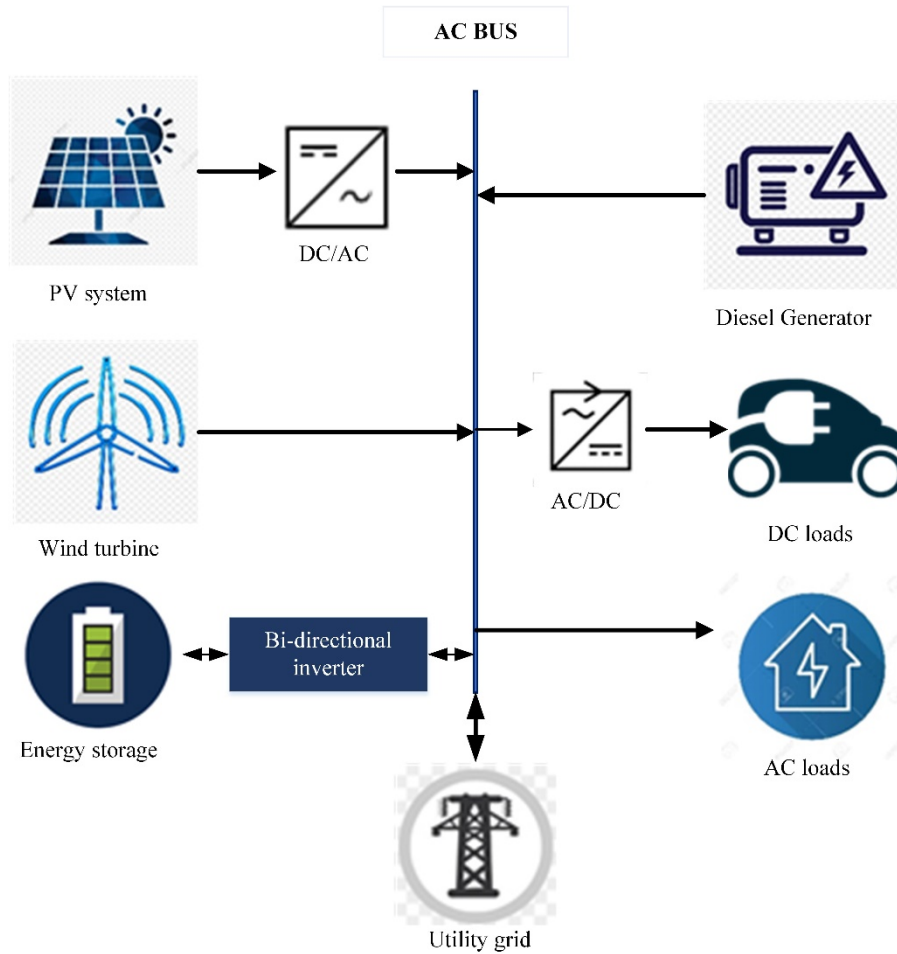 AC BUS
DC/AC
PV system
Diesel Generator
AC/DC
Wind turbine
DC loads
Bi-directional
inverter
Energy storage
AC loads
Utility grid